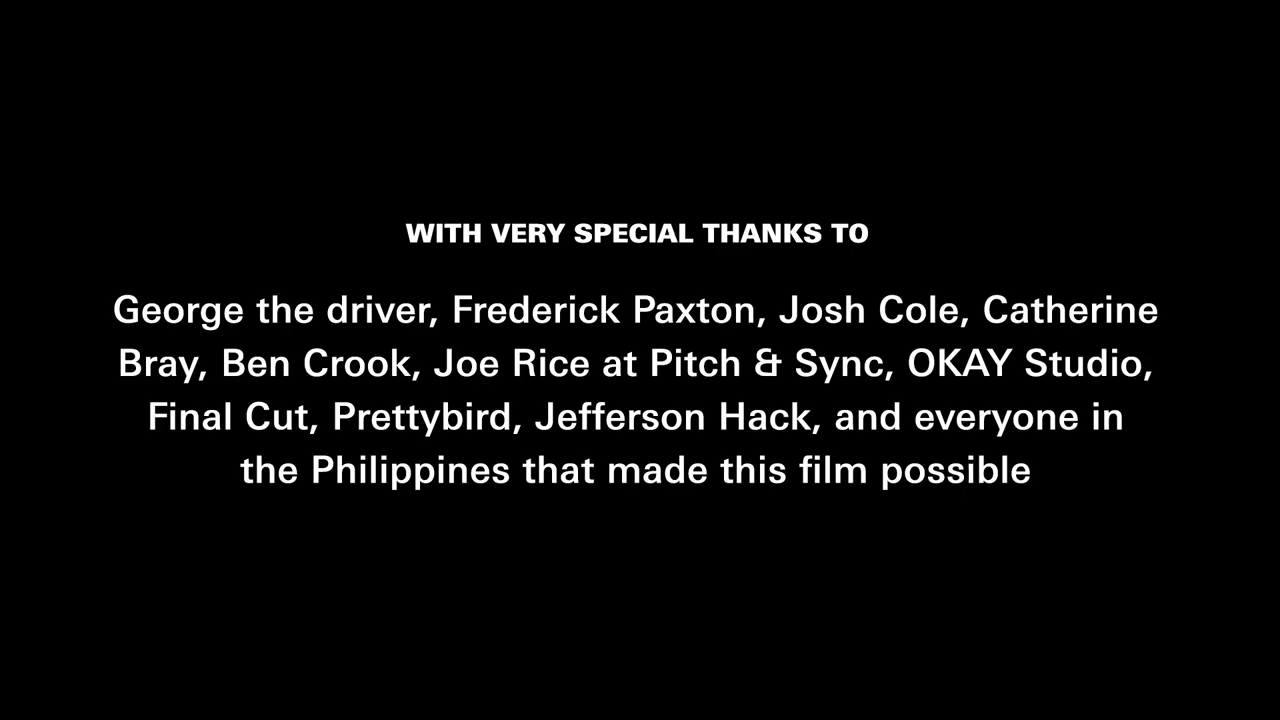 WITH VERY SPECIAL THANKS TO
George the driver, Frederick Paxton, Josh Cole, Catherine
Bray, Ben Crook, Joe Rice at Pitch & Sync, OKAY Studio,
Final Cut, Prettybird, Jefferson Hack, and everyone in
the Philippines that made this film possible